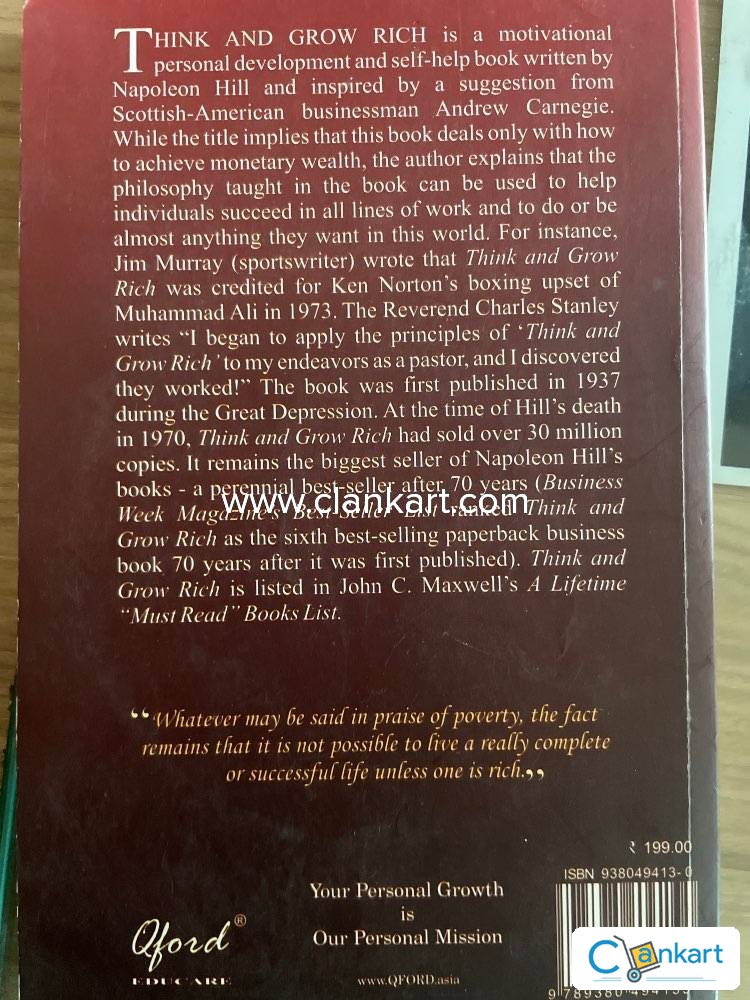 THINK AND GROW RICH is a motivational
personal development and self-help book written by
Napoleon Hill and inspired by a suggestion from
Scottish-American businessman Andrew Carnegie.
While the title implies that this book deals only with how
to achieve monetary wealth, the author explains that the
philosophy taught in the book can be used to help
individuals succeed in all lines of work and to do or be
almost anything they want in this world. For instance,
Jim Murray (sportswriter) wrote that Think and Grow
Rich was credited for Ken Norton's boxing upset of
Muhammad Ali in 1973. The Reverend Charles Stanley
writes “I began to apply the principles of ‘Think and
Grow Rich’ to my endeavors as a pastor, and I discovered
they worked!” The book was first published in 1937
during the Great Depression. At the time of Hill's death
in 1970, Think and Grow Rich had sold over 30 million
copies. It remains the biggest seller of Napoleon Hill's
books - a perennial best-seller after 70 years (Business
www.clankart.com
Week Magazine's Best-Seller List ranked Think and
Grow Rich as the sixth best-selling paperback business
book 70 years after it was first published). Think and
Grow Rich is listed in John C. Maxwell's A Lifetime
“Must Read” Books List.
“Whatever may be said in praise of poverty, the fact
remains that it is not possible to live a really complete
or successful life unless one is rich.”
₹ 199.00
ISBN 938049413-0
Your Personal Growth
is
Our Personal Mission
Qford®
EDUCARE
www.QFORD.asia
Clankart